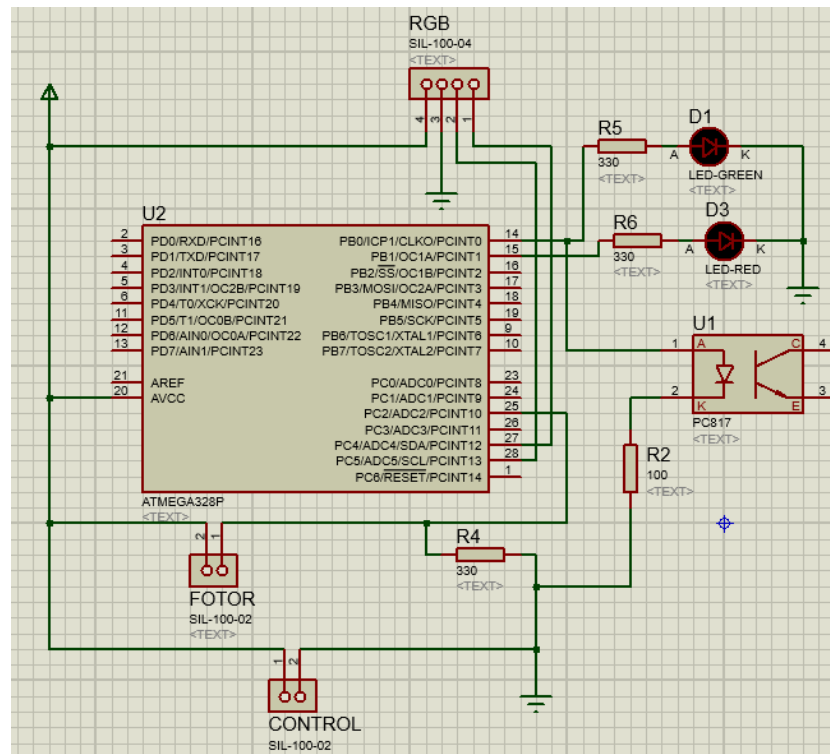 RGB
SIL-100-04
<TEXT>
4
3
2
1
D1
R5
A
K
330
<TEXT>
LED-GREEN
<TEXT>
D3
R6
A
K
330
<TEXT>
LED-RED
<TEXT>
U2
2 PD0/RXD/PCINT16 PB0/ICP1/CLKO/PCINT0 14
3 PD1/TXD/PCINT17 PB1/OC1A/PCINT1 15
4 PD2/INT0/PCINT18 PB2/SS/OC1B/PCINT2 16
5 PD3/INT1/OC2B/PCINT19 PB3/MOSI/OC2A/PCINT3 17
6 PD4/T0/XCK/PCINT20 PB4/MISO/PCINT4 18
11 PD5/T1/OC0B/PCINT21 PB5/SCK/PCINT5 19
12 PD6/AIN0/OC0A/PCINT22 PB6/TOSC1/XTAL1/PCINT6 9
13 PD7/AIN1/PCINT23 PB7/TOSC2/XTAL2/PCINT7 10
21 AREF PC0/ADC0/PCINT8 23
20 AVCC PC1/ADC1/PCINT9 24
PC2/ADC2/PCINT10 25
PC3/ADC3/PCINT11 26
PC4/ADC4/SDA/PCINT12 27
PC5/ADC5/SCL/PCINT13 28
PC6/RESET/PCINT14 1
ATMEGA328P
<TEXT>
U1
1 A C 4
2 K E 3
PC817
<TEXT>
R2
100
<TEXT>
R4
330
<TEXT>
2
1
FOTOR
SIL-100-02
<TEXT>
1
2
CONTROL
SIL-100-02